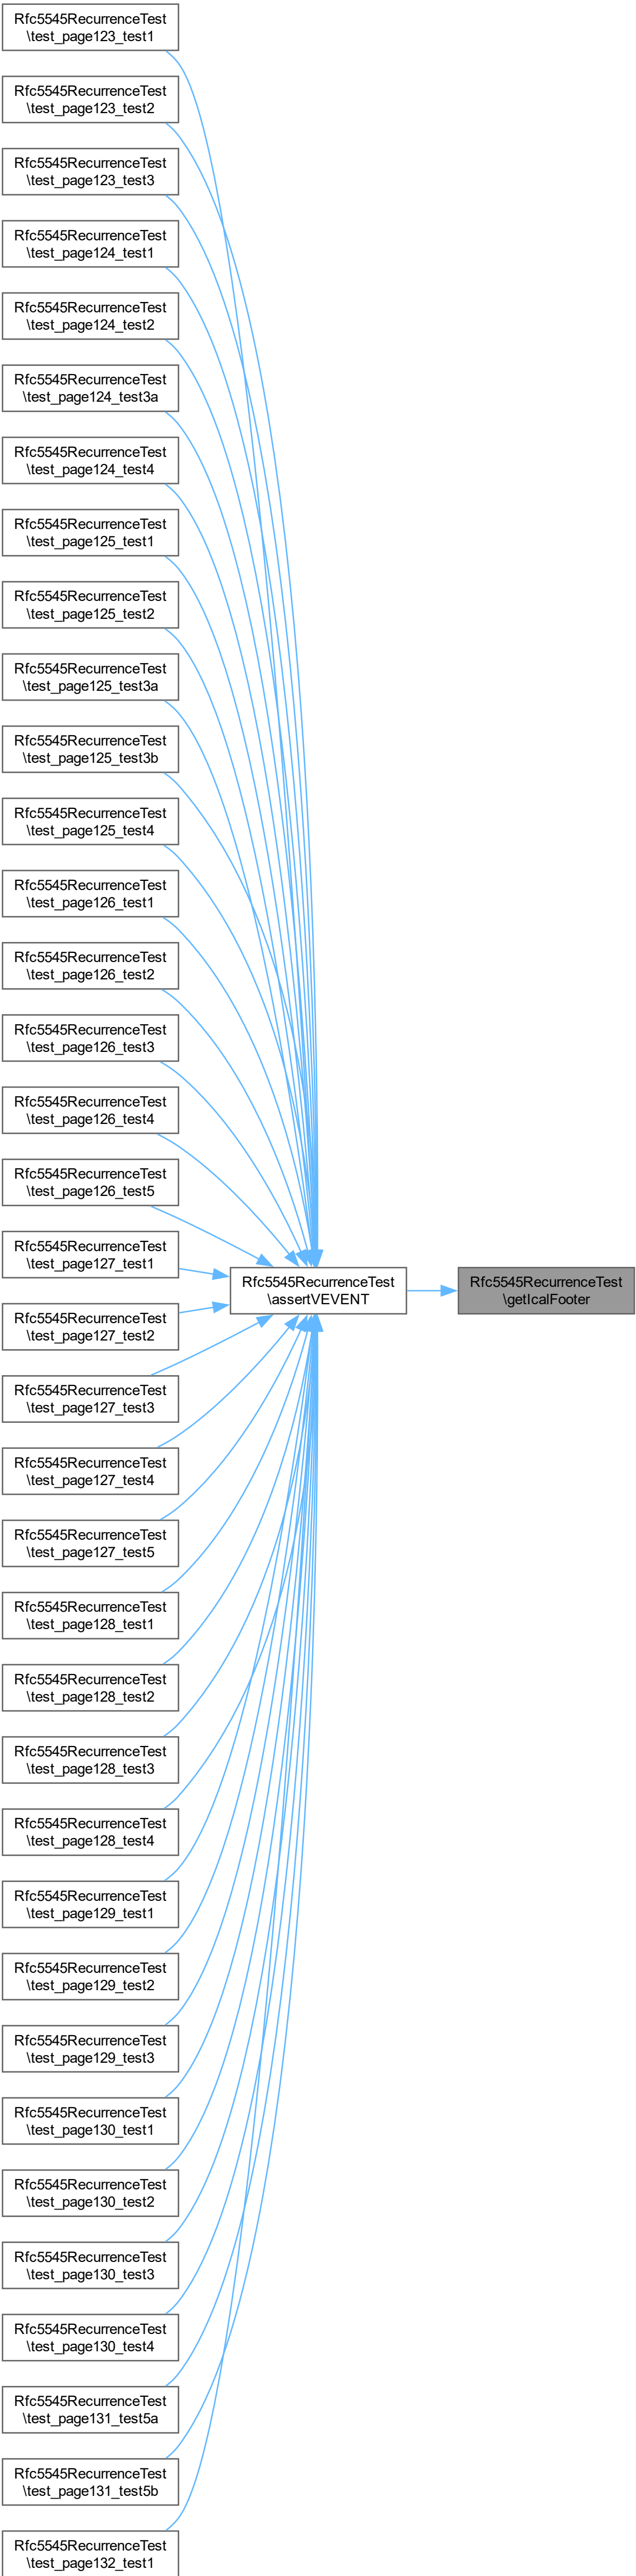 Rfc5545RecurrenceTest
\test_page123_test1
Rfc5545RecurrenceTest
\test_page123_test2
Rfc5545RecurrenceTest
\test_page123_test3
Rfc5545RecurrenceTest
\test_page124_test1
Rfc5545RecurrenceTest
\test_page124_test2
Rfc5545RecurrenceTest
\test_page124_test3a
Rfc5545RecurrenceTest
\test_page124_test4
Rfc5545RecurrenceTest
\test_page125_test1
Rfc5545RecurrenceTest
\test_page125_test2
Rfc5545RecurrenceTest
\test_page125_test3a
Rfc5545RecurrenceTest
\test_page125_test3b
Rfc5545RecurrenceTest
\test_page125_test4
Rfc5545RecurrenceTest
\test_page126_test1
Rfc5545RecurrenceTest
\test_page126_test2
Rfc5545RecurrenceTest
\test_page126_test3
Rfc5545RecurrenceTest
\test_page126_test4
Rfc5545RecurrenceTest
\test_page126_test5
Rfc5545RecurrenceTest
\test_page127_test1
Rfc5545RecurrenceTest
\assertVEVENT
Rfc5545RecurrenceTest
\getIcalFooter
Rfc5545RecurrenceTest
\test_page127_test2
Rfc5545RecurrenceTest
\test_page127_test3
Rfc5545RecurrenceTest
\test_page127_test4
Rfc5545RecurrenceTest
\test_page127_test5
Rfc5545RecurrenceTest
\test_page128_test1
Rfc5545RecurrenceTest
\test_page128_test2
Rfc5545RecurrenceTest
\test_page128_test3
Rfc5545RecurrenceTest
\test_page128_test4
Rfc5545RecurrenceTest
\test_page129_test1
Rfc5545RecurrenceTest
\test_page129_test2
Rfc5545RecurrenceTest
\test_page129_test3
Rfc5545RecurrenceTest
\test_page130_test1
Rfc5545RecurrenceTest
\test_page130_test2
Rfc5545RecurrenceTest
\test_page130_test3
Rfc5545RecurrenceTest
\test_page130_test4
Rfc5545RecurrenceTest
\test_page131_test5a
Rfc5545RecurrenceTest
\test_page131_test5b
Rfc5545RecurrenceTest
\test_page132_test1